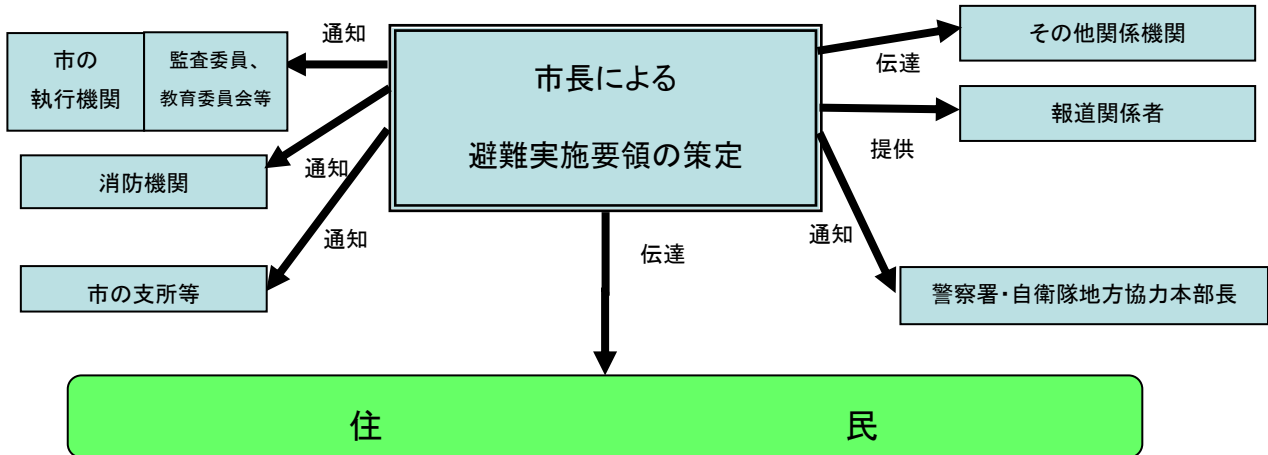 通知
市の
執行機関
監査委員、
教育委員会等
消防機関
通知
市の支所等
通知
市長による
避難実施要領の策定
その他関係機関
伝達
報道関係者
提供
通知
警察署・自衛隊地方協力本部長
伝達
住　民